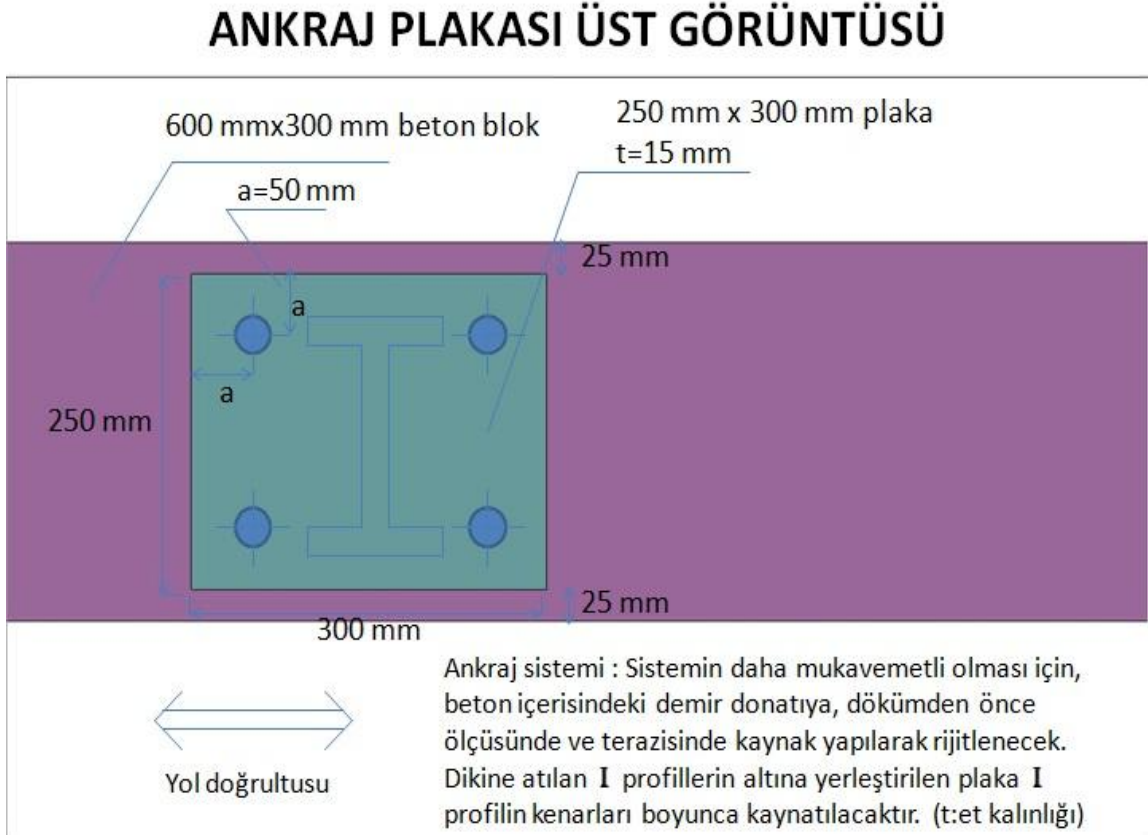 ANKRAJ PLAKASI ÜST GÖRÜNTÜSÜ
600 mmx300 mm beton blok
250 mm x 300 mm plaka
t=15 mm
a=50 mm
25 mm
a
a
250 mm
25 mm
300 mm
Ankraj sistemi : Sistemin daha mukavemetli olması için,
beton içerisindeki demir donatıya, dökümden önce
ölçüsünde ve terazisinde kaynak yapılarak rijitlenecek.
Dikine atılan I profillerin altına yerleştirilen plaka I
profilin kenarları boyunca kaynatılacaktır. (t:et kalınlığı)
Yol doğrultusu